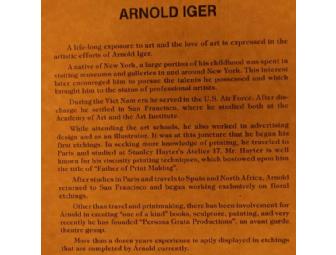 ARNOLD IGER
A life-long exposure to art and the love of art is expressed in the
artistic efforts of Arnold Iger.
A native of New York, a large portion of his childhood was spent in
visiting museums and galleries in and around New York. This interest
later encouraged him to pursue the talents he possessed and which
brought him to the status of professional artist.
During the Viet Nam era he served in the U.S. Air Force. After dis-
charge he settled in San Francisco, where he studied both at the
Academy of Art and the Art Institute.
While attending the art schools, he also worked in advertising
design and as an Illustrator. It was at this juncture that he began his
first etchings. In seeking more knowledge of printing, he traveled to
Paris and studied at Stanley Hayter's Atelier 17. Mr. Hayter is well
known for his viscosity printing techniques, which bestowed upon him
the title of "Father of Print Making".
After studies in Paris and travels to Spain and North Africa, Arnold
returned to San Francisco and began working exclusively on floral
etchings.
Other than travel and printmaking, there has been involvement for
Arnold in creating "one of a kind" books, sculpture, painting, and very
recently he has founded "Persona Grata Productions", an avant garde
theatre group.
More than a dozen years experience is aptly displayed in etchings
that are completed by Arnold currently.